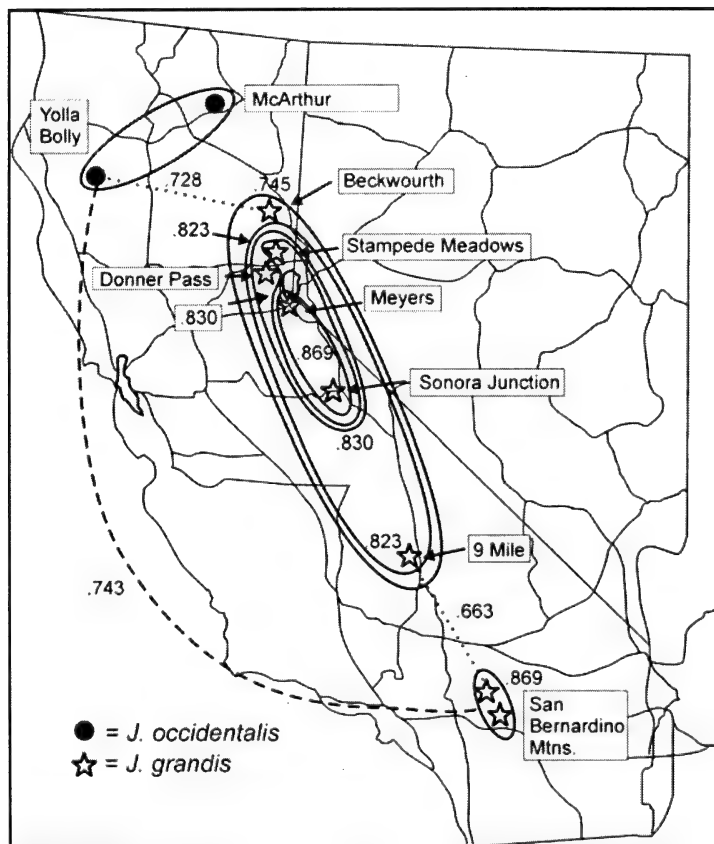 McArthur
Yolla
Bolly
.728
.745
Beckwourth
.823
Stampede Meadows
Donner Pass
Meyers
.830
.869
Sonora Junction
.830
.823
9 Mile
.743
.663
.869
San
Bernardino
Mtns.
= J. occidentalis
= J. grandis